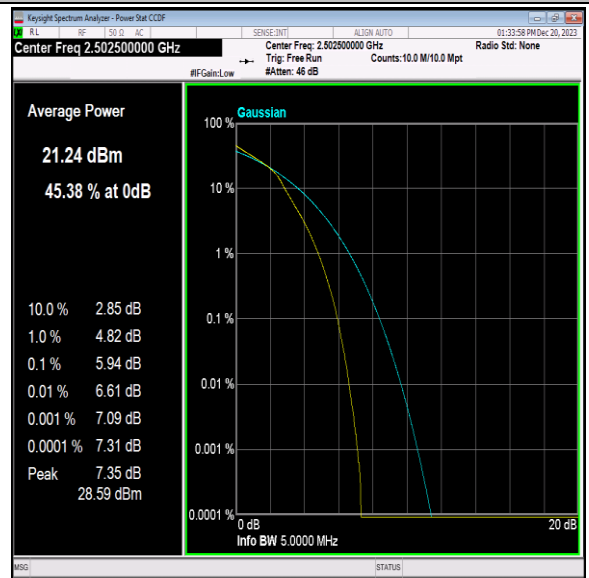 Keysight Spectrum Analyzer - Power Stat CCDF
RL RF 50 Ω AC SENSE:INT ALIGN AUTO 01:33:58 PM Dec 20, 2023
Center Freq 2.502500000 GHz
Center Freq: 2.502500000 GHz
Radio Std: None
Trig: Free Run
Counts:10.0 M/10.0 Mpt
#IFGain:Low
#Atten: 46 dB
Average Power
21.24 dBm
45.38 % at 0dB
10.0 % 2.85 dB
1.0 % 4.82 dB
0.1 % 5.94 dB
0.01 % 6.61 dB
0.001 % 7.09 dB
0.0001 % 7.31 dB
Peak 7.35 dB
28.59 dBm
Gaussian
100 %
10 %
1 %
0.1 %
0.01 %
0.001 %
0.0001 %
0 dB
20 dB
Info BW 5.0000 MHz
MSG
STATUS